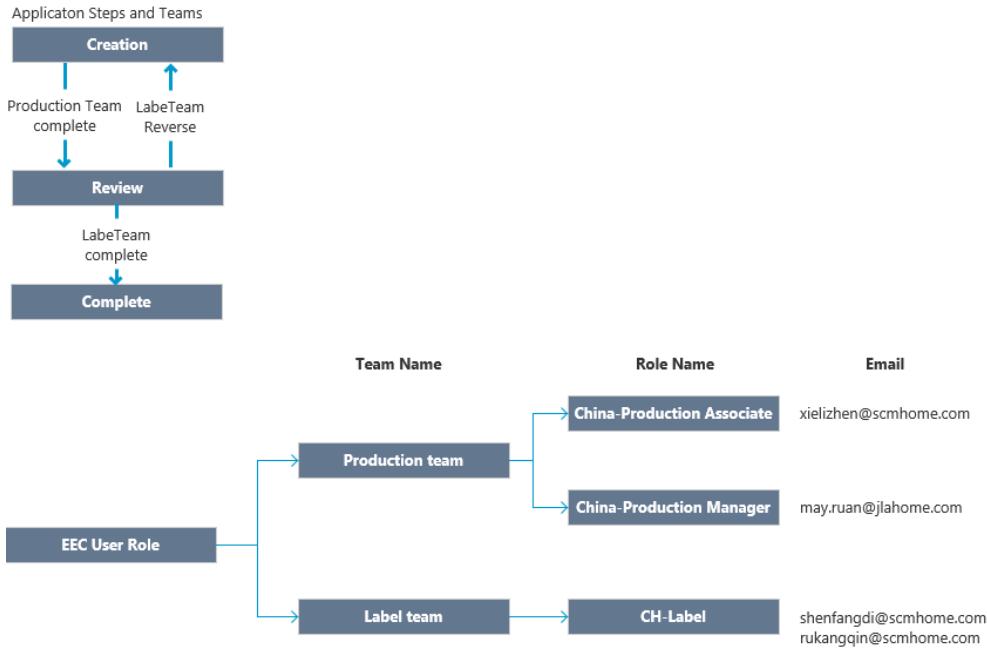 Applicaton Steps and Teams
Creation
Production Team
complete
LabeTeam
Reverse
Review
LabeTeam
complete
Complete
Team Name
Role Name
Email
China-Production Associate
xielizhen@scmhome.com
Production team
China-Production Manager
may.ruan@jlahome.com
EEC User Role
Label team
CH-Label
shenfangdi@scmhome.com
rukangqin@scmhome.com